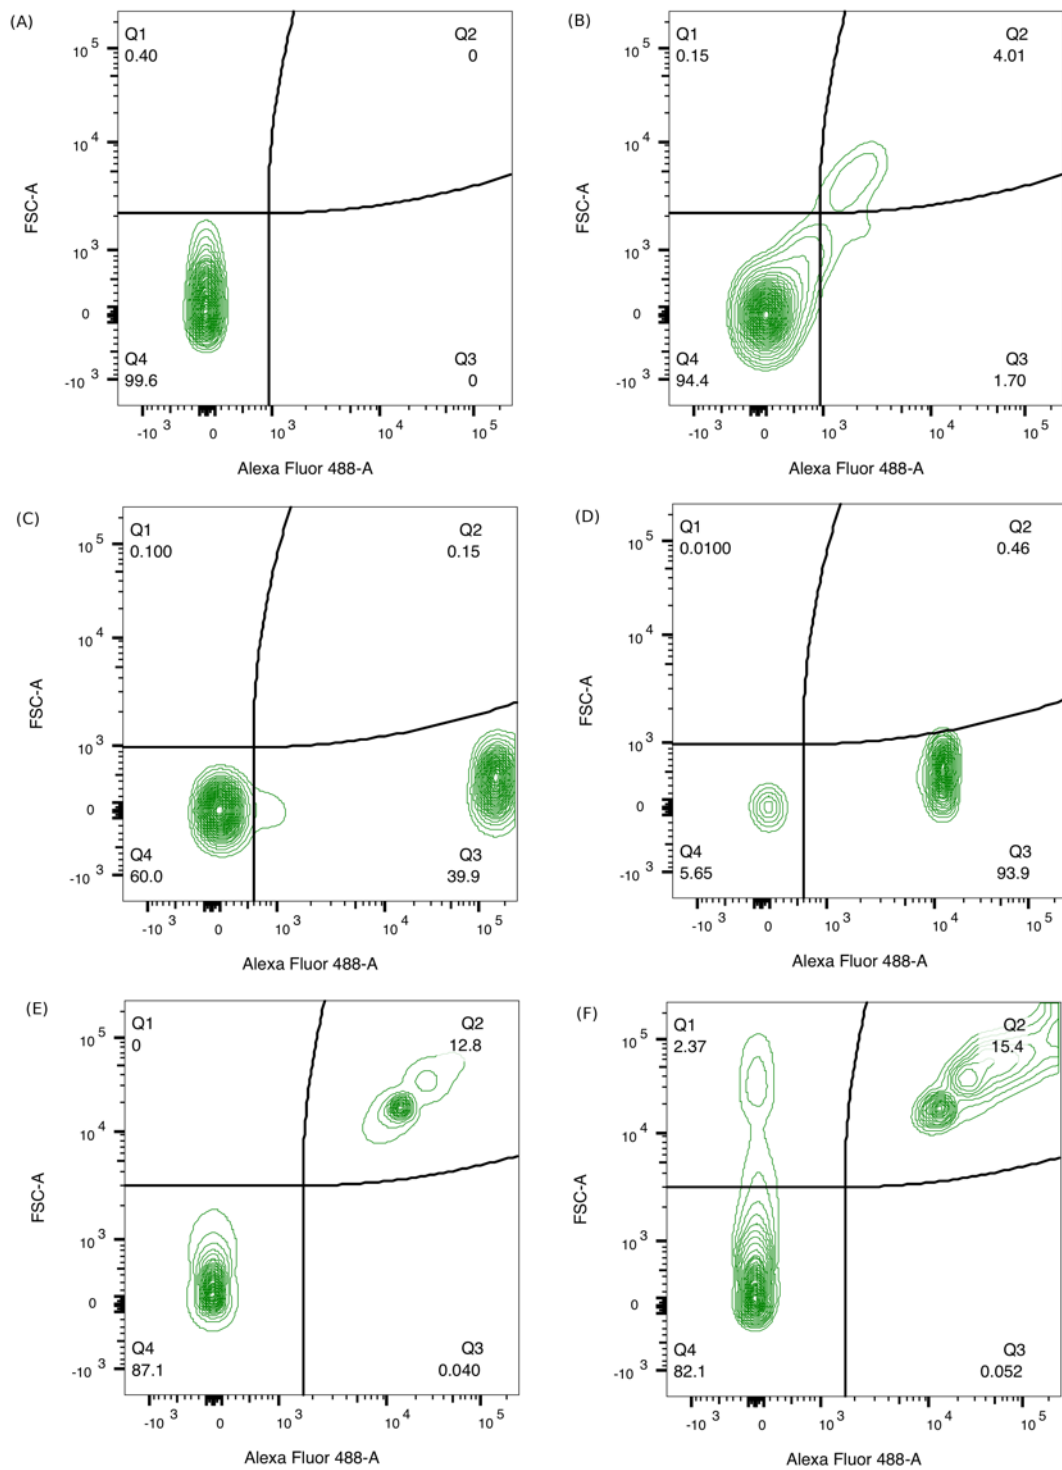 (A)
Q1
0.40
Q2
0
10 5
10 4
10 3
0
-10 3
FSC-A
Q4
99.6
Q3
0
-10 3
0
10 3
10 4
10 5
Alexa Fluor 488-A
(B)
Q1
0.15
Q2
4.01
10 5
10 4
10 3
0
-10 3
FSC-A
Q4
94.4
Q3
1.70
-10 3
0
10 3
10 4
10 5
Alexa Fluor 488-A
(C)
Q1
0.100
Q2
0.15
10 5
10 4
10 3
0
-10 3
FSC-A
Q4
60.0
Q3
39.9
-10 3
0
10 3
10 4
10 5
Alexa Fluor 488-A
(D)
Q1
0.0100
Q2
0.46
10 5
10 4
10 3
0
-10 3
FSC-A
Q4
5.65
Q3
93.9
-10 3
0
10 3
10 4
10 5
Alexa Fluor 488-A
(E)
Q1
0
Q2
12.8
10 5
10 4
10 3
0
-10 3
FSC-A
Q4
87.1
Q3
0.040
-10 3
0
10 3
10 4
10 5
Alexa Fluor 488-A
(F)
Q1
2.37
Q2
15.4
10 5
10 4
10 3
0
-10 3
FSC-A
Q4
82.1
Q3
0.052
-10 3
0
10 3
10 4
10 5
Alexa Fluor 488-A